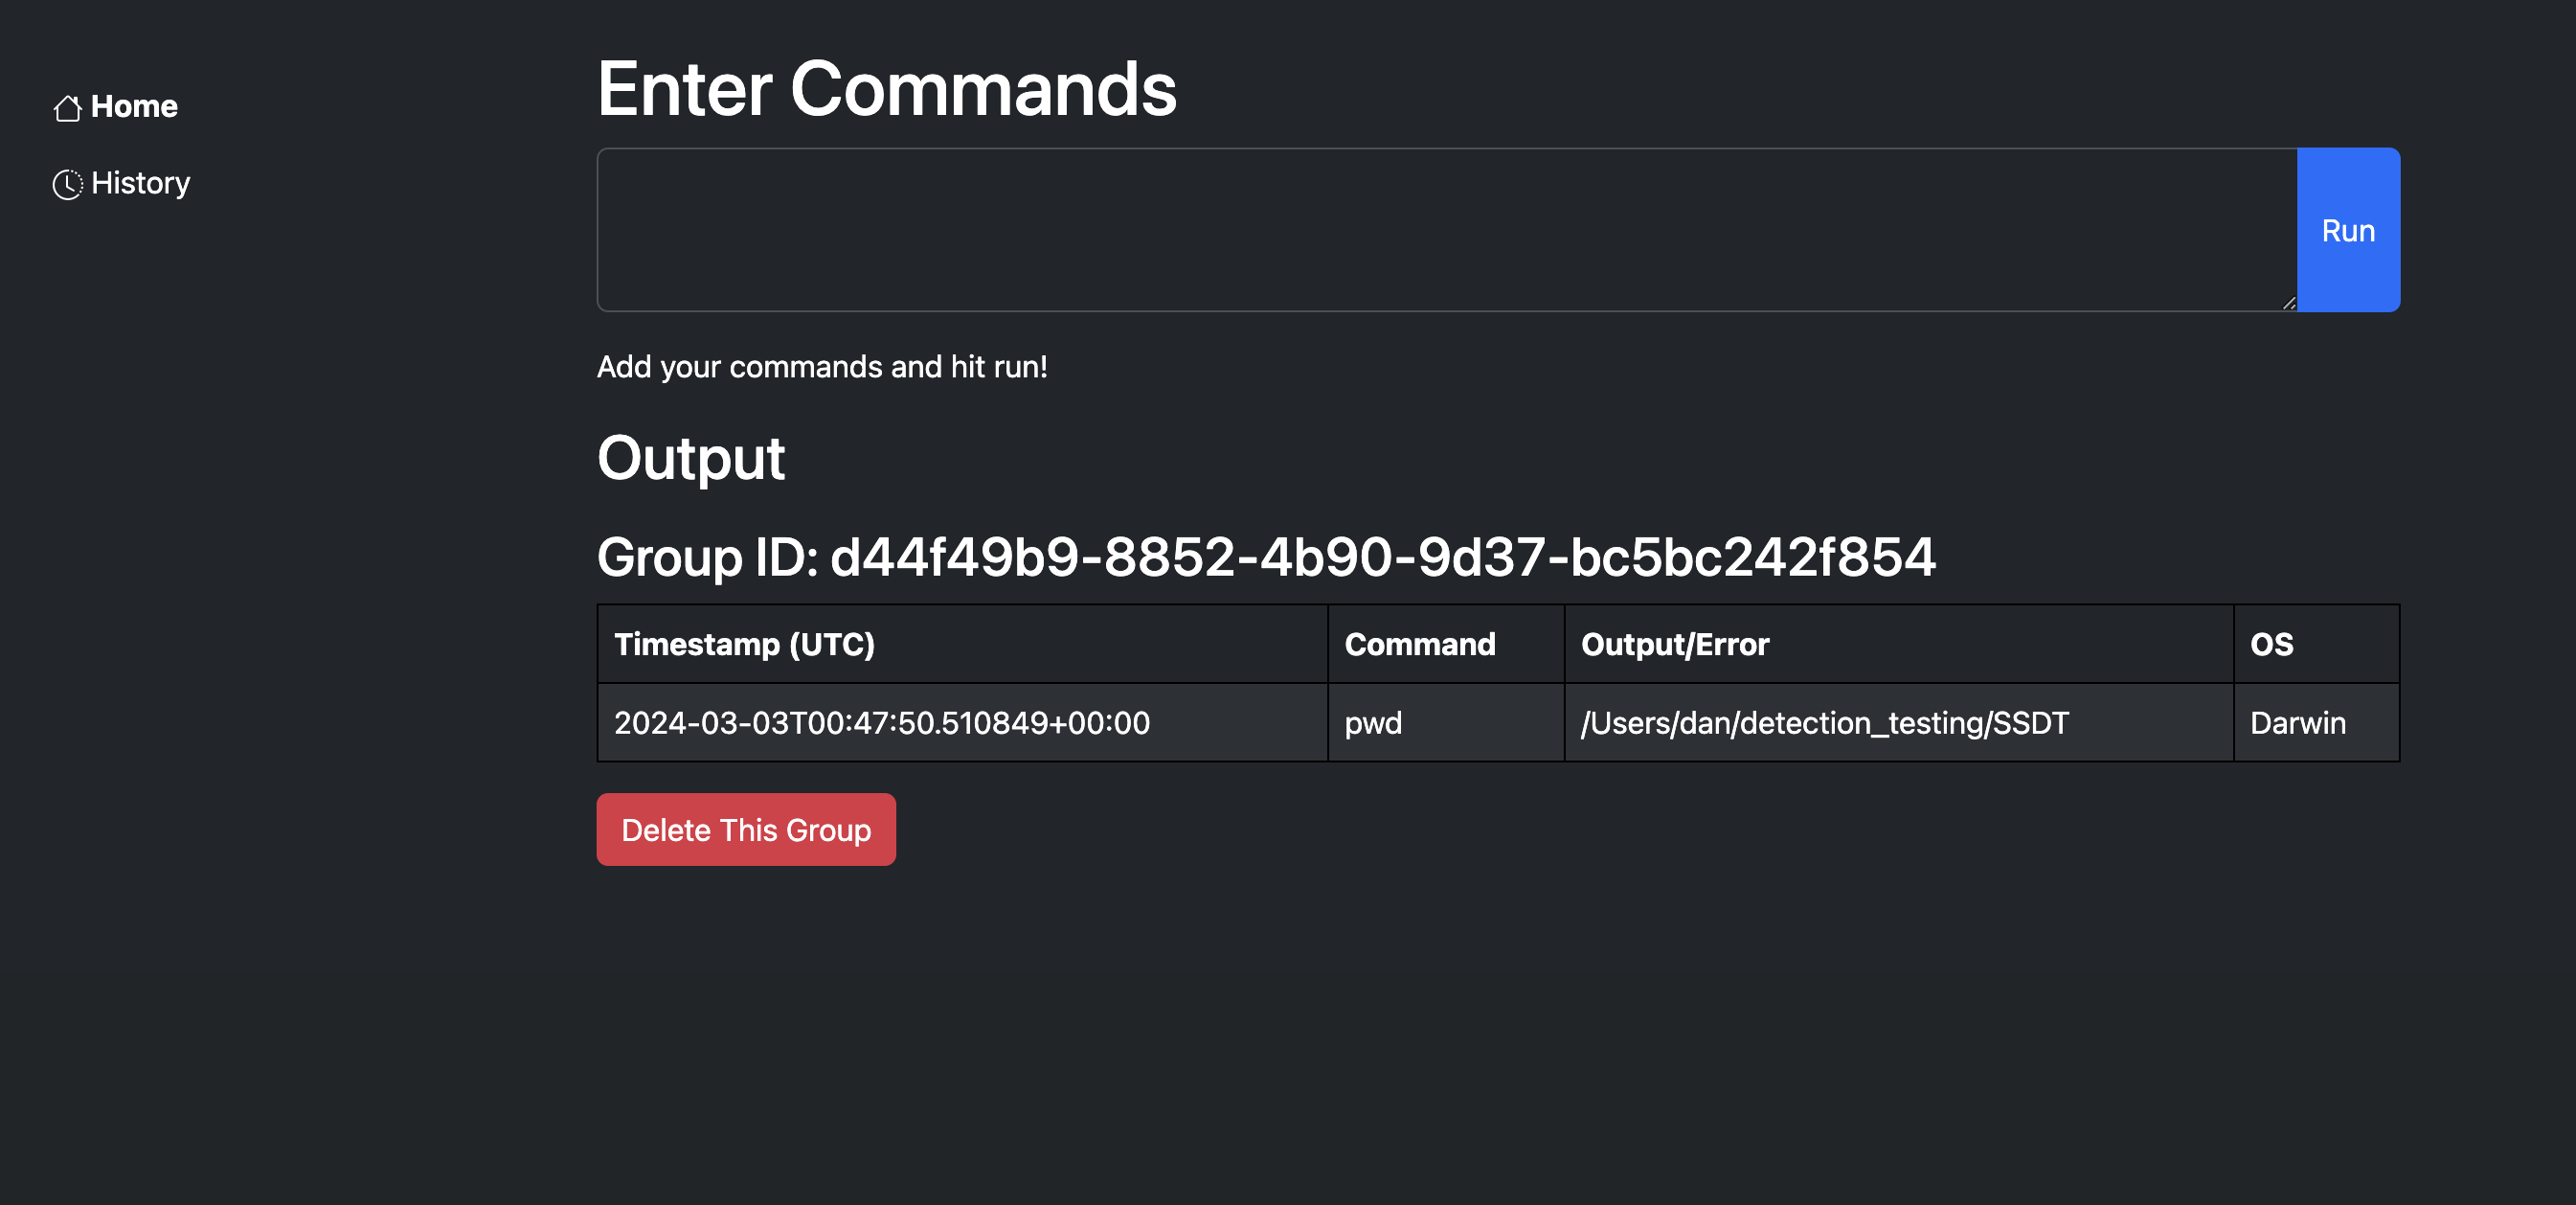 Home
History
Enter Commands
Run
Add your commands and hit run!
Output
Group ID: d44f49b9-8852-4b90-9d37-bc5bc242f854
Timestamp (UTC) Command Output/Error OS
2024-03-03T00:47:50.510849+00:00 pwd /Users/dan/detection_testing/SSDT Darwin
Delete This Group